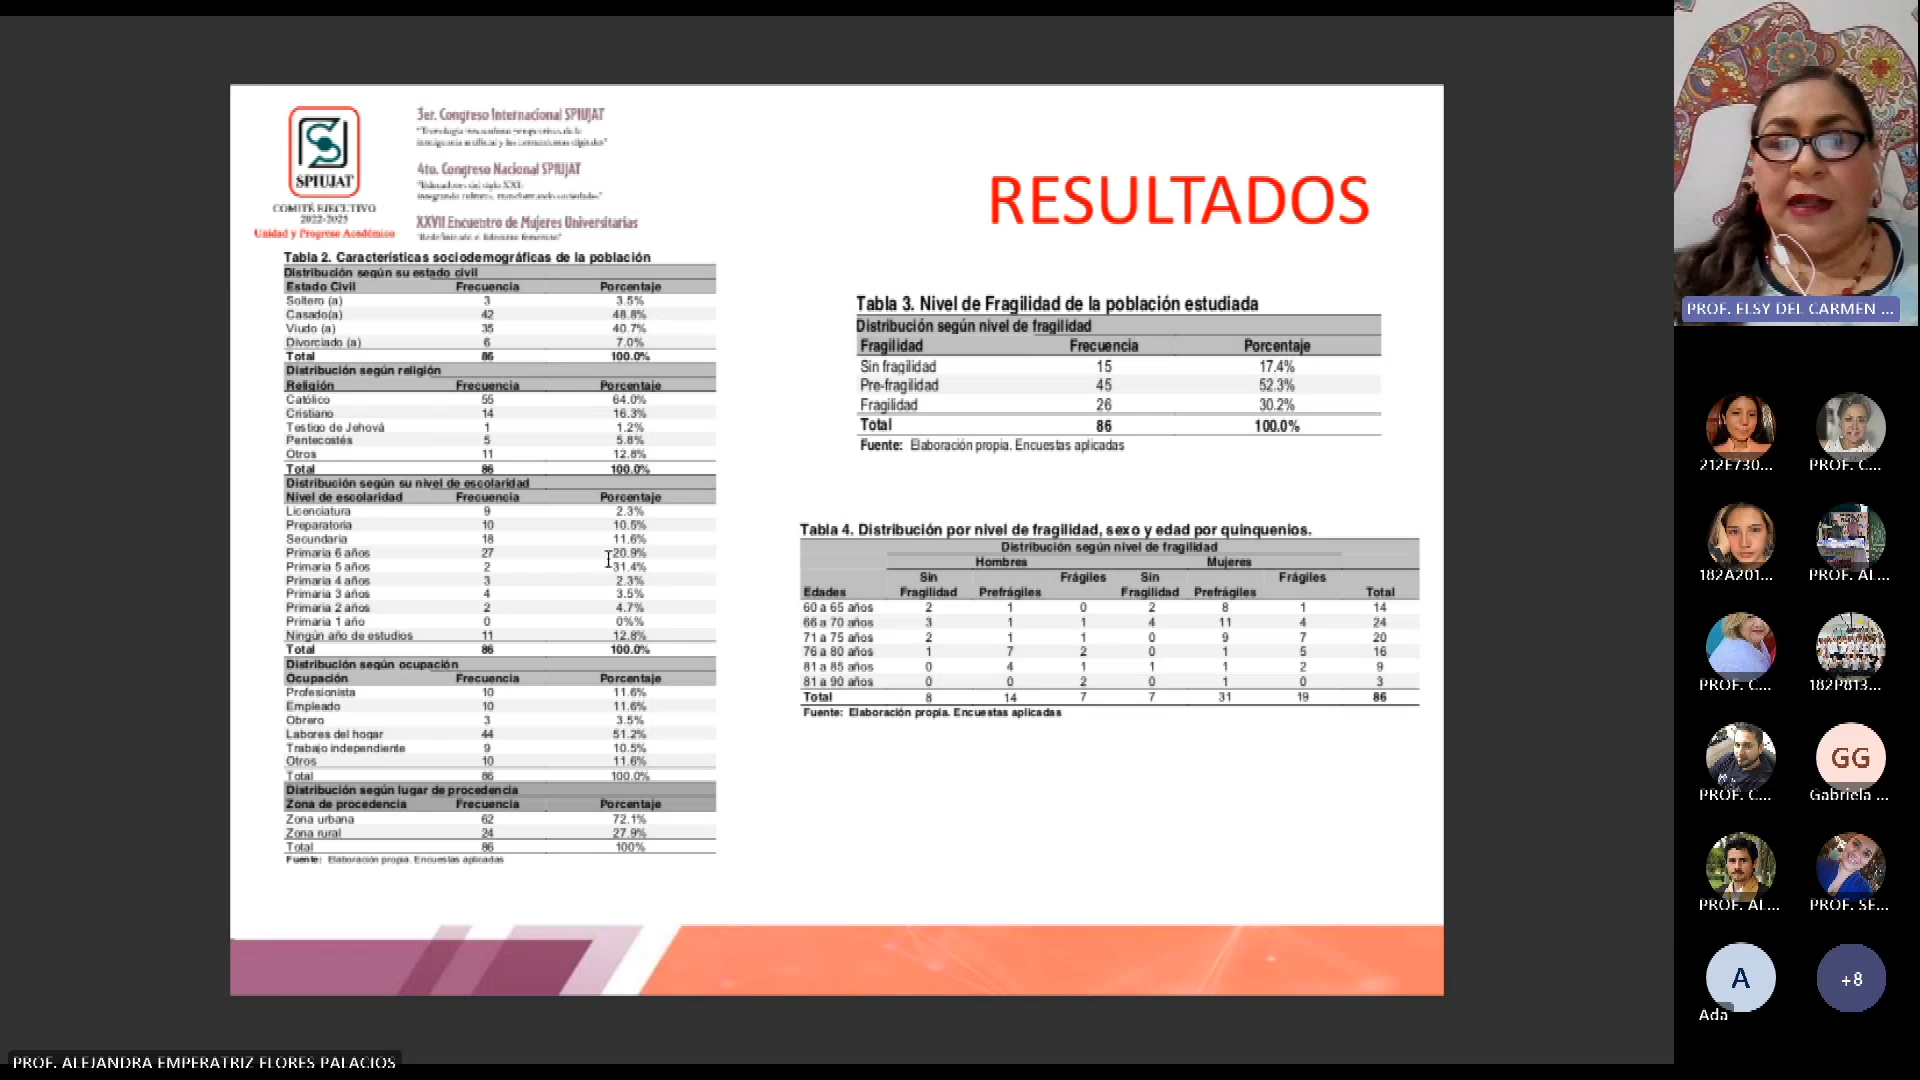 SPIUJAT
COMITÉ EJECUTIVO
2022-2025
Unidad y Progreso Académico
3er. Congreso Internacional SPIUJAT
4to. Congreso Nacional SPIUJAT
"Educadores del siglo XXI:
XXVII Encuentro de Mujeres Universitarias
RESULTADOS
Tabla 2. Características sociodemográficas de la población
Distribución según su estado civil
Estado Civil Frecuencia Porcentaje
Soltero (a) 3 3.5%
Casado(a) 42 48.8%
Viudo (a) 35 40.7%
Divorciado (a) 6 7.0%
Total 86 100.0%
Distribución según religión
Religión Frecuencia Porcentaje
Católico 55 64.0%
Cristiano 14 16.3%
Testigo de Jehová 1 1.2%
Pentecostés 5 5.8%
Otros 11 12.8%
Total 86 100.0%
Distribución según su nivel de escolaridad
Nivel de escolaridad Frecuencia Porcentaje
Licenciatura 9 2.3%
Preparatoria 10 10.5%
Secundaria 18 11.6%
Primaria 6 años 27 20.9%
Primaria 5 años 2 31.4%
Primaria 4 años 3 2.3%
Primaria 3 años 4 3.5%
Primaria 2 años 2 4.7%
Primaria 1 año 0 0%%
Ningún año de estudios 11 12.8%
Total 86 100.0%
Distribución según ocupación
Ocupación Frecuencia Porcentaje
Profesionista 10 11.6%
Empleado 10 11.6%
Obrero 3 3.5%
Labores del hogar 44 51.2%
Trabajo independiente 9 10.5%
Otros 10 11.6%
Total 86 100.0%
Distribución según lugar de procedencia
Zona de procedencia Frecuencia Porcentaje
Zona urbana 62 72.1%
Zona rural 24 27.9%
Total 86 100%
Fuente: Elaboración propia. Encuestas aplicadas
Tabla 3. Nivel de Fragilidad de la población estudiada
Distribución según nivel de fragilidad
Fragilidad Frecuencia Porcentaje
Sin fragilidad 15 17.4%
Pre-fragilidad 45 52.3%
Fragilidad 26 30.2%
Total 86 100.0%
Fuente: Elaboración propia. Encuestas aplicadas
Tabla 4. Distribución por nivel de fragilidad, sexo y edad por quinquenios.
Distribución según nivel de fragilidad
Hombres Mujeres
Sin Frágiles Sin Frágiles
Edades Fragilidad Prefrágiles Fragilidad Prefrágiles Total
60 a 65 años 2 1 0 2 8 1 14
66 a 70 años 3 1 1 4 11 4 24
71 a 75 años 2 1 1 0 9 7 20
76 a 80 años 1 7 2 0 1 5 16
81 a 85 años 0 4 1 1 1 2 9
81 a 90 años 0 0 2 0 1 0 3
Total 8 14 7 7 31 19 86
Fuente: Elaboración propia. Encuestas aplicadas
PROF. ELSY DEL CARMEN ...
212E730...
PROF. C...
182A201...
PROF. AL...
PROF. C...
182P813...
PROF. C...
GG
Gabriela ...
PROF. AL...
PROF. SE...
A
Ada
+8
PROF. ALEJANDRA EMPERATRIZ FLORES PALACIOS